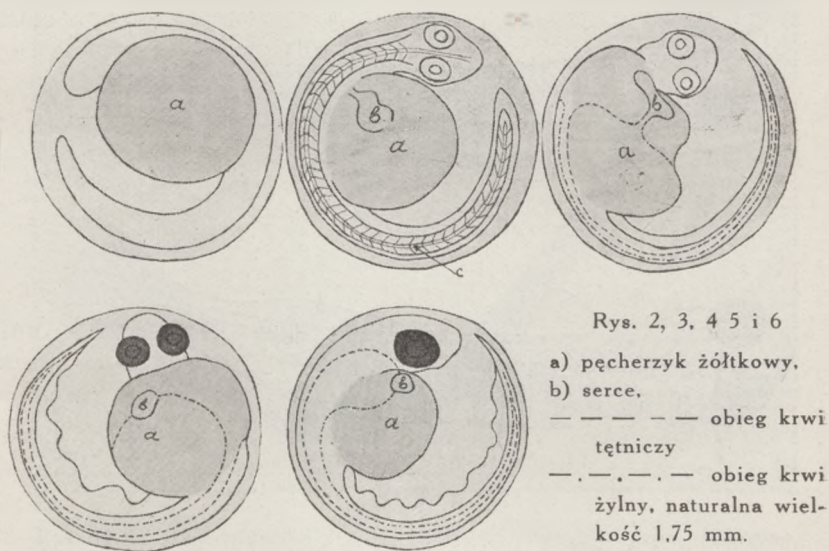 a
b
a
c
b
a
b
a
b
a
Rys. 2, 3, 4 5 i 6
a) pęcherzyk żółtkowy,
b) serce,
— — — — — obieg krwi
tętniczy
— . — . — . — obieg krwi
żylny, naturalna wiel-
kość 1,75 mm.